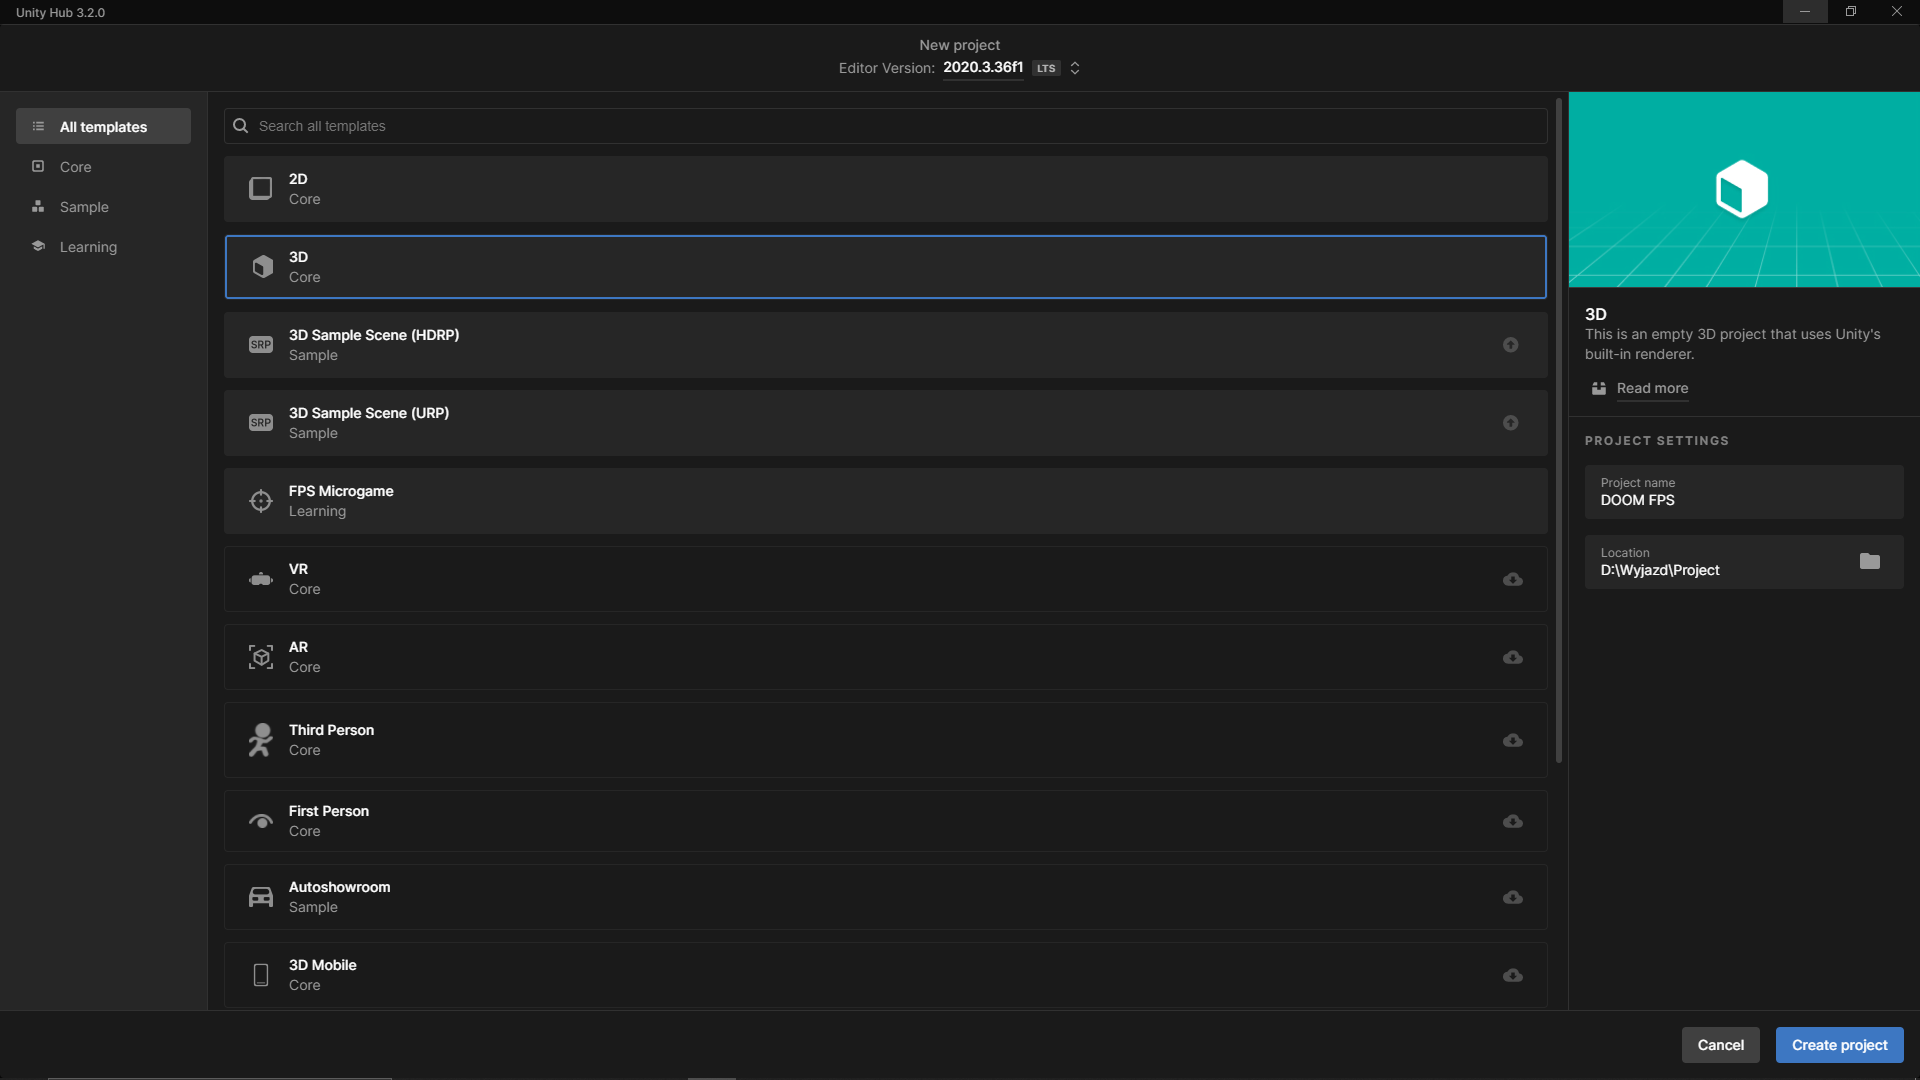 Unity Hub 3.2.0
New project
Editor Version: 2020.3.36f1 LTS
All templates
Core
Sample
Learning
Search all templates
2D
Core
3D
Core
SRP
3D Sample Scene (HDRP)
Sample
SRP
3D Sample Scene (URP)
Sample
FPS Microgame
Learning
VR
Core
AR
Core
Third Person
Core
First Person
Core
Autoshowroom
Sample
3D Mobile
Core
3D
This is an empty 3D project that uses Unity's
built-in renderer.
Read more
PROJECT SETTINGS
Project name
DOOM FPS
Location
D:\Wyjazd\Project
Cancel
Create project